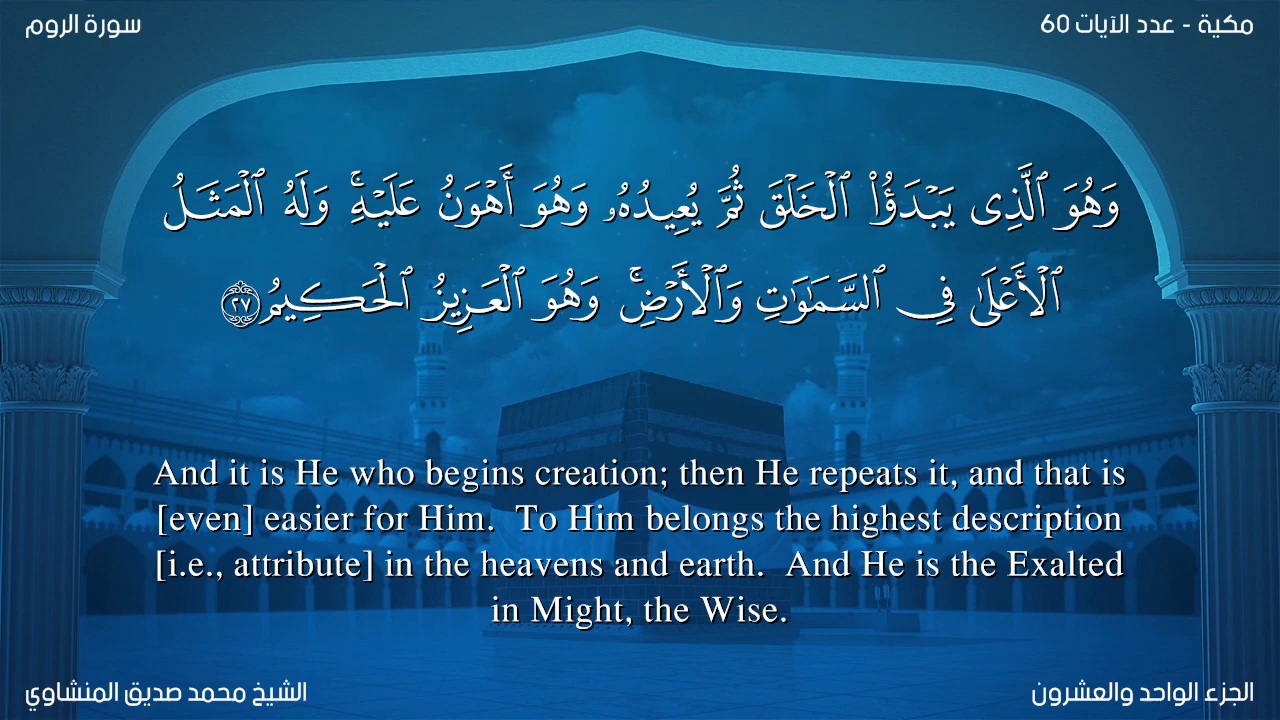 سورة الروم
مكية - عدد الآيات 60
وَهُوَ ٱلَّذِى يَبْدَؤُا۟ ٱلْخَلْقَ ثُمَّ يُعِيدُهُۥ وَهُوَ أَهْوَنُ عَلَيْهِ ۚ وَلَهُ ٱلْمَثَلُ
ٱلْأَعْلَىٰ فِى ٱلسَّمَـٰوَٰتِ وَٱلْأَرْضِ ۚ وَهُوَ ٱلْعَزِيزُ ٱلْحَكِيمُ ٢٧
And it is He who begins creation; then He repeats it, and that is
[even] easier for Him.  To Him belongs the highest description
[i.e., attribute] in the heavens and earth.  And He is the Exalted
in Might, the Wise.
الشيخ محمد صديق المنشاوي
الجزء الواحد والعشرون